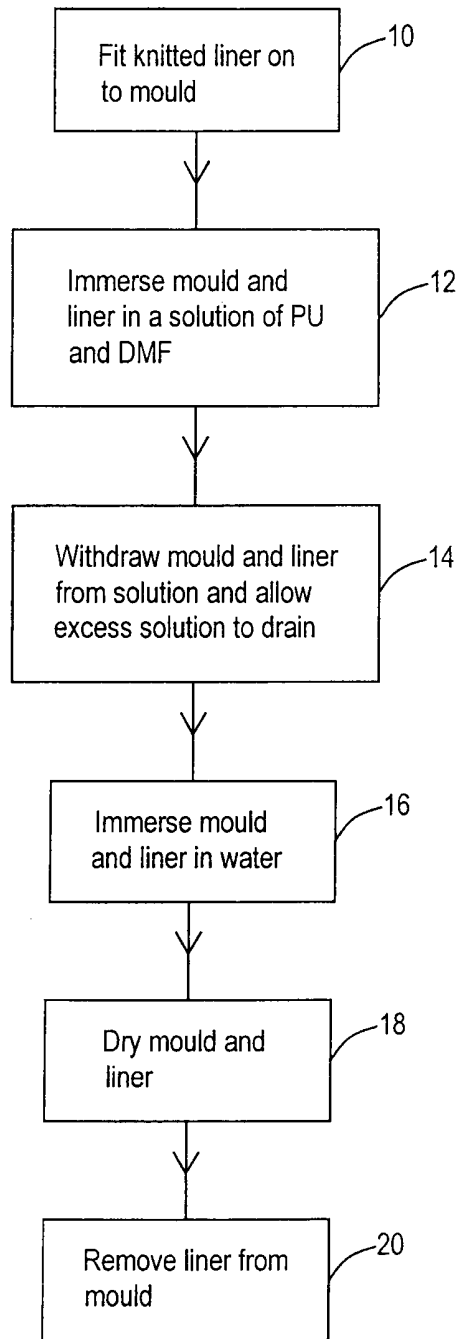 Fit knitted liner on
to mould
10
Immerse mould and
liner in a solution of PU
and DMF
12
Withdraw mould and liner
from solution and allow
excess solution to drain
14
Immerse mould
and liner in water
16
Dry mould and
liner
18
Remove liner from
mould
20